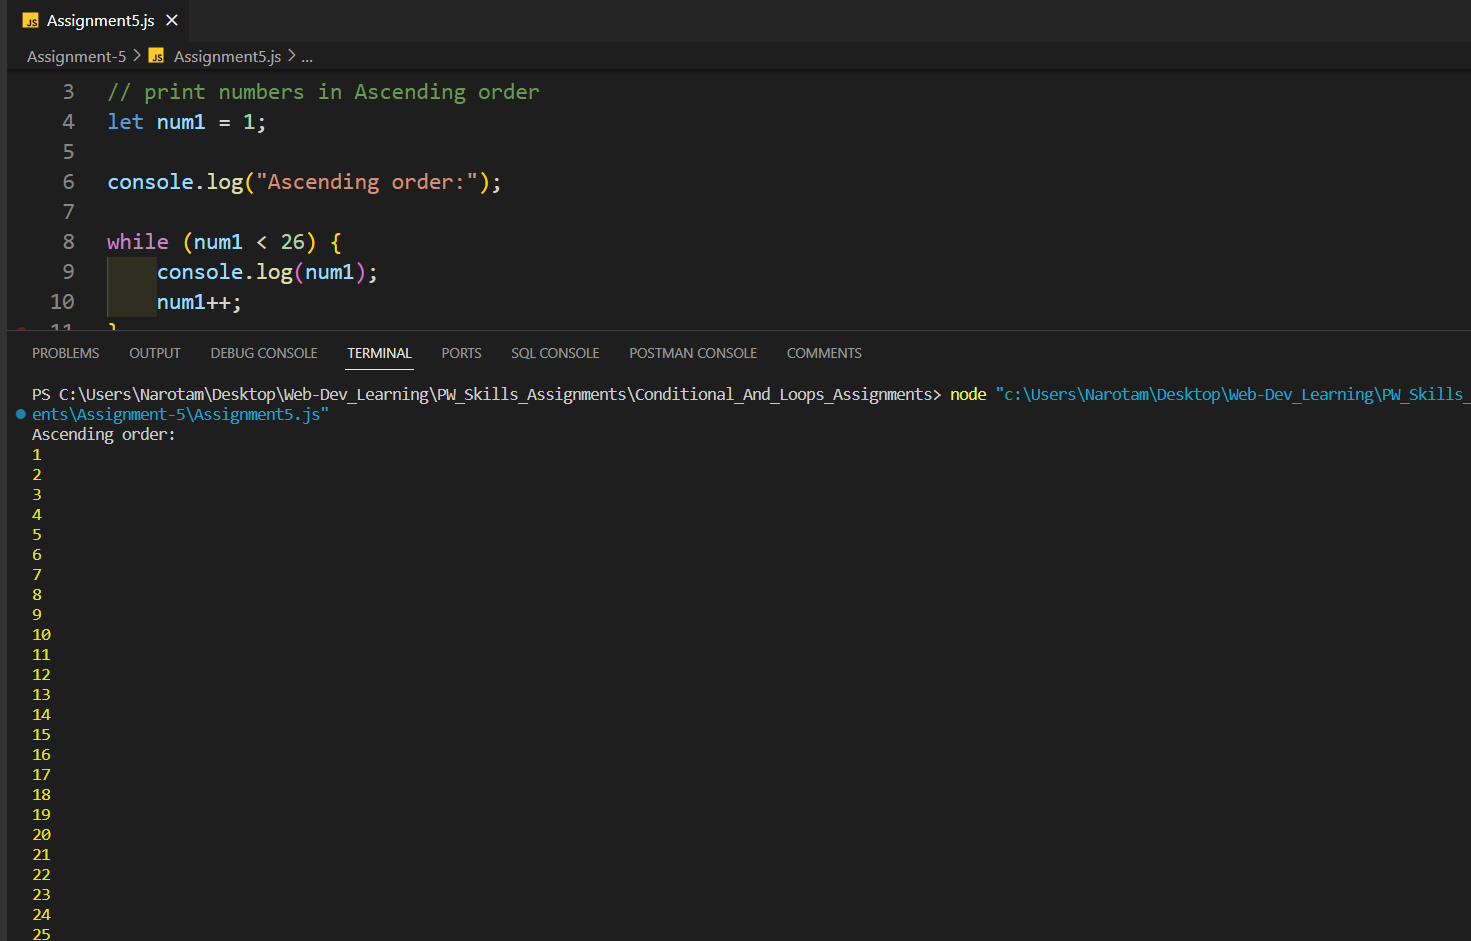 JS Assignment5.js ×
Assignment-5 > JS Assignment5.js > ...
3 // print numbers in Ascending order
4 let num1 = 1;
5
6 console.log("Ascending order:");
7
8 while (num1 < 26) {
9 console.log(num1);
10 num1++;
11 }
PROBLEMS OUTPUT DEBUG CONSOLE TERMINAL PORTS SQL CONSOLE POSTMAN CONSOLE COMMENTS
PS C:\Users\Narotam\Desktop\Web-Dev_Learning\PW_Skills_Assignments\Conditional_And_Loops_Assignments> node "c:\Users\Narotam\Desktop\Web-Dev_Learning\PW_Skills_
ents\Assignment-5\Assignment5.js"
Ascending order:
1
2
3
4
5
6
7
8
9
10
11
12
13
14
15
16
17
18
19
20
21
22
23
24
25